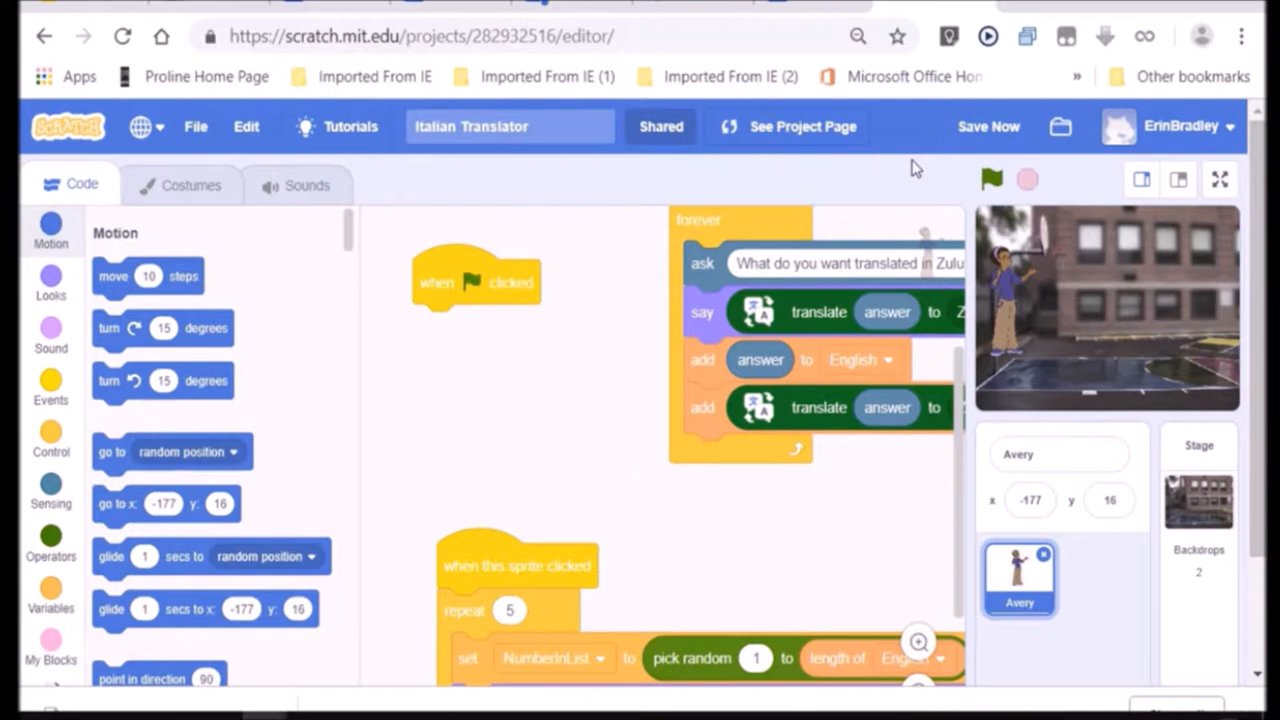 https://scratch.mit.edu/projects/282932516/editor/
Apps Proline Home Page Imported From IE Imported From IE (1) Imported From IE (2) Microsoft Office Hom » Other bookmarks
SCRATCH File Edit Tutorials Italian Translator Shared See Project Page Save Now ErinBradley
Code Costumes Sounds
Motion
Looks
Sound
Events
Control
Sensing
Operators
Variables
My Blocks
Motion
move 10 steps
turn 15 degrees
turn 15 degrees
go to random position
go to x: -177 y: 16
glide 1 secs to random position
glide 1 secs to x: -177 y: 16
point in direction 90
when clicked
forever
ask What do you want translated in Zulu
say translate answer to Z
add answer to English
add translate answer to
when this sprite clicked
repeat 5
set NumberInList to pick random 1 to length of English
Avery
x -177 y 16
Avery
Stage
Backdrops
2